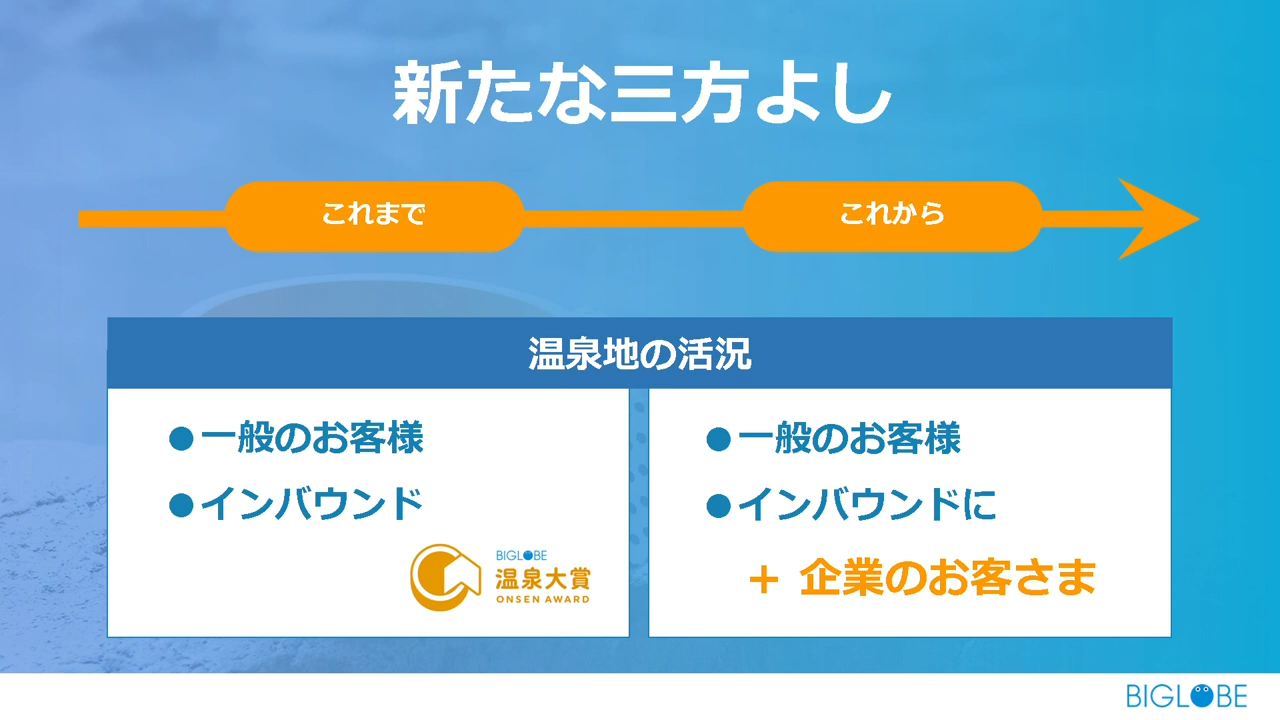 新たな三方よし
これまで
これから
温泉地の活況
●一般のお客様
●インバウンド
BIGLOBE
温泉大賞
ONSEN AWARD
●一般のお客様
●インバウンドに
+ 企業のお客さま
BIGLOBE